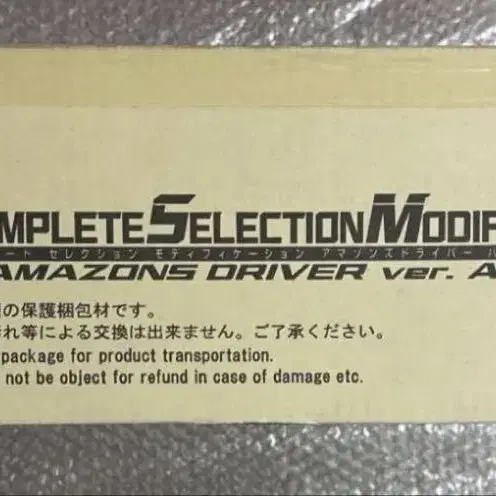 MPLETE SELECTION MODIF
ート セレクション モディフィケーション アマゾンズドライバー バ
AMAZONS DRIVER ver. A
の保護梱包材です。
れ等による交換は出来ません。ご了承ください。
package for product transportation.
not be object for refund in case of damage etc.